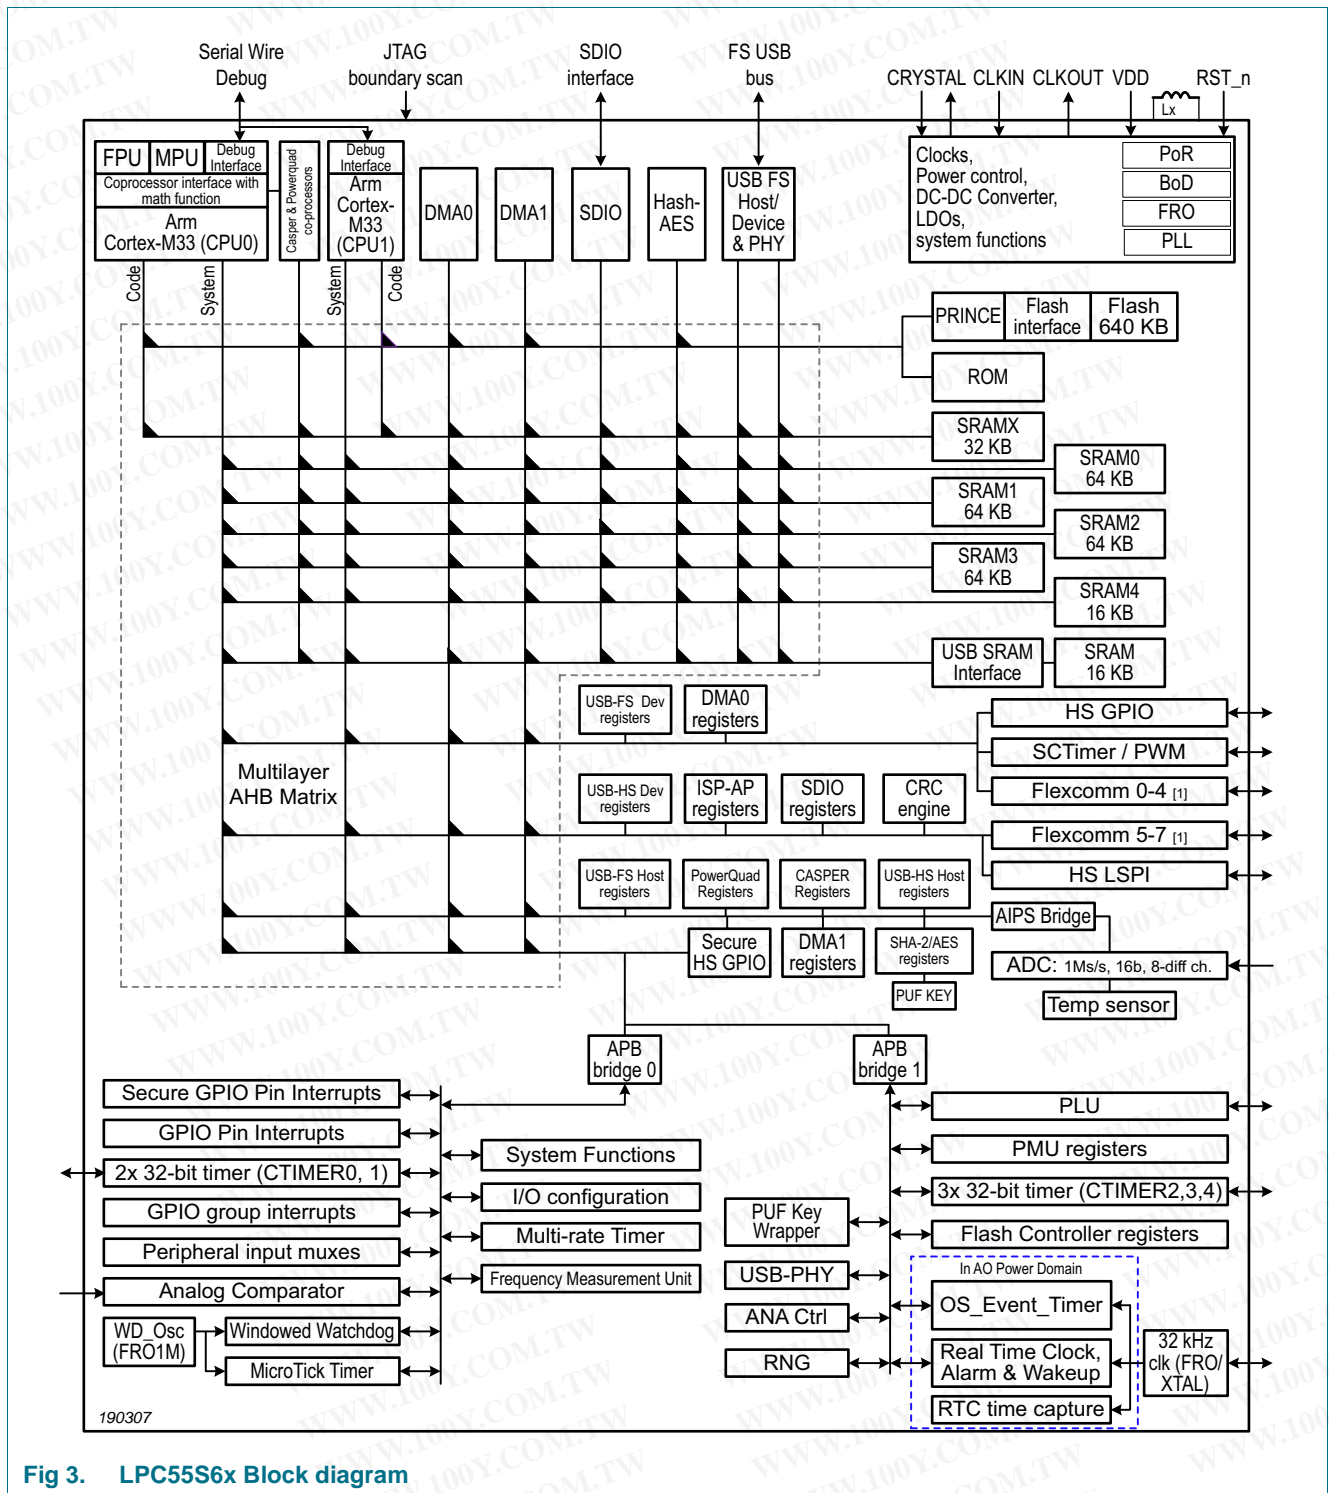 Serial Wire
Debug
JTAG
boundary scan
SDIO
interface
FS USB
bus
CRYSTAL CLKIN CLKOUT VDD RST_n
Lx
FPU
MPU
Debug
Interface
Coprocessor interface with
math function
Arm
Cortex-M33 (CPU0)
Casper & Powerquad
co-processors
Debug
Interface
Arm
Cortex-
M33
(CPU1)
DMA0
DMA1
SDIO
Hash-
AES
USB FS
Host/
Device
& PHY
Clocks,
Power control,
DC-DC Converter,
LDOs,
system functions
PoR
BoD
FRO
PLL
Code
System
System
Code
PRINCE
Flash
interface
Flash
640 KB
ROM
SRAMX
32 KB
SRAM0
64 KB
SRAM1
64 KB
SRAM2
64 KB
SRAM3
64 KB
SRAM4
16 KB
USB SRAM
Interface
SRAM
16 KB
USB-FS Dev
registers
DMA0
registers
HS GPIO
SCTimer / PWM
Flexcomm 0-4 [1]
Multilayer
AHB Matrix
USB-HS Dev
registers
ISP-AP
registers
SDIO
registers
CRC
engine
Flexcomm 5-7 [1]
HS LSPI
USB-FS Host
registers
PowerQuad
Registers
CASPER
Registers
USB-HS Host
registers
AIPS Bridge
Secure
HS GPIO
DMA1
registers
SHA-2/AES
registers
PUF KEY
ADC: 1Ms/s, 16b, 8-diff ch.
Temp sensor
APB
bridge 0
APB
bridge 1
Secure GPIO Pin Interrupts
GPIO Pin Interrupts
2x 32-bit timer (CTIMER0, 1)
GPIO group interrupts
Peripheral input muxes
Analog Comparator
WD_Osc
(FRO1M)
Windowed Watchdog
MicroTick Timer
System Functions
I/O configuration
Multi-rate Timer
Frequency Measurement Unit
PUF Key
Wrapper
USB-PHY
ANA Ctrl
RNG
PLU
PMU registers
3x 32-bit timer (CTIMER2,3,4)
Flash Controller registers
In AO Power Domain
OS_Event_Timer
Real Time Clock,
Alarm & Wakeup
RTC time capture
32 kHz
clk (FRO/
XTAL)
190307
Fig 3. LPC55S6x Block diagram
WWW.100Y.COM.TW